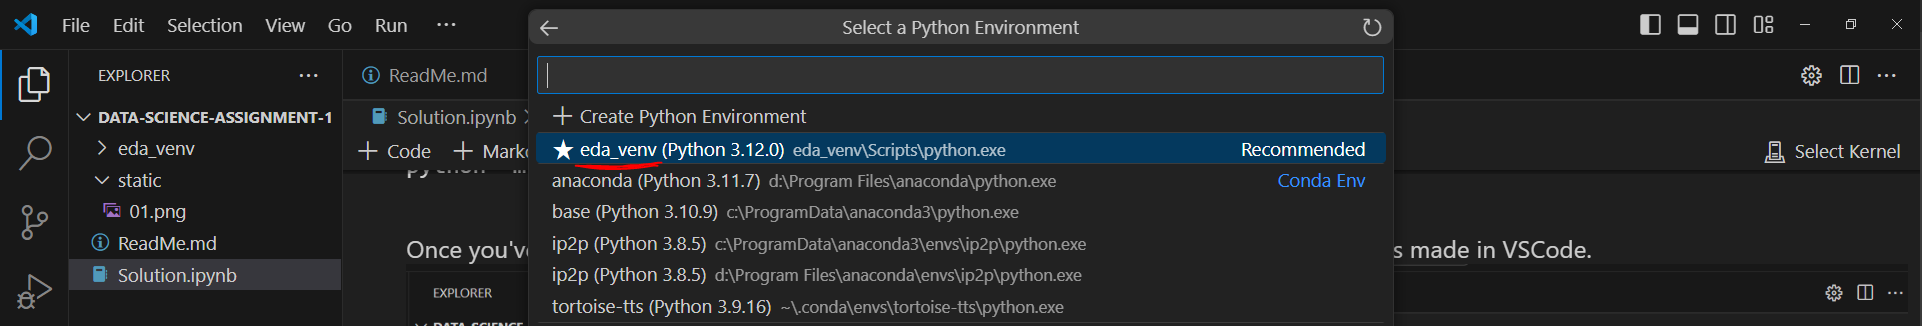 File Edit Selection View Go Run ···
Select a Python Environment
EXPLORER ···
DATA-SCIENCE-ASSIGNMENT-1
eda_venv
static
01.png
ReadMe.md
Solution.ipynb
ReadMe.md
Solution.ipynb
+ Code + Marko
Select Kernel
+ Create Python Environment
★ eda_venv (Python 3.12.0) eda_venv\Scripts\python.exe Recommended
anaconda (Python 3.11.7) d:\Program Files\anaconda\python.exe Conda Env
base (Python 3.10.9) c:\ProgramData\anaconda3\python.exe
ip2p (Python 3.8.5) c:\ProgramData\anaconda3\envs\ip2p\python.exe
ip2p (Python 3.8.5) d:\Program Files\anaconda\envs\ip2p\python.exe
tortoise-tts (Python 3.9.16) ~\.conda\envs\tortoise-tts\python.exe
python
Once you'v s made in VSCode.
EXPLORER
DATA-SCIENCE